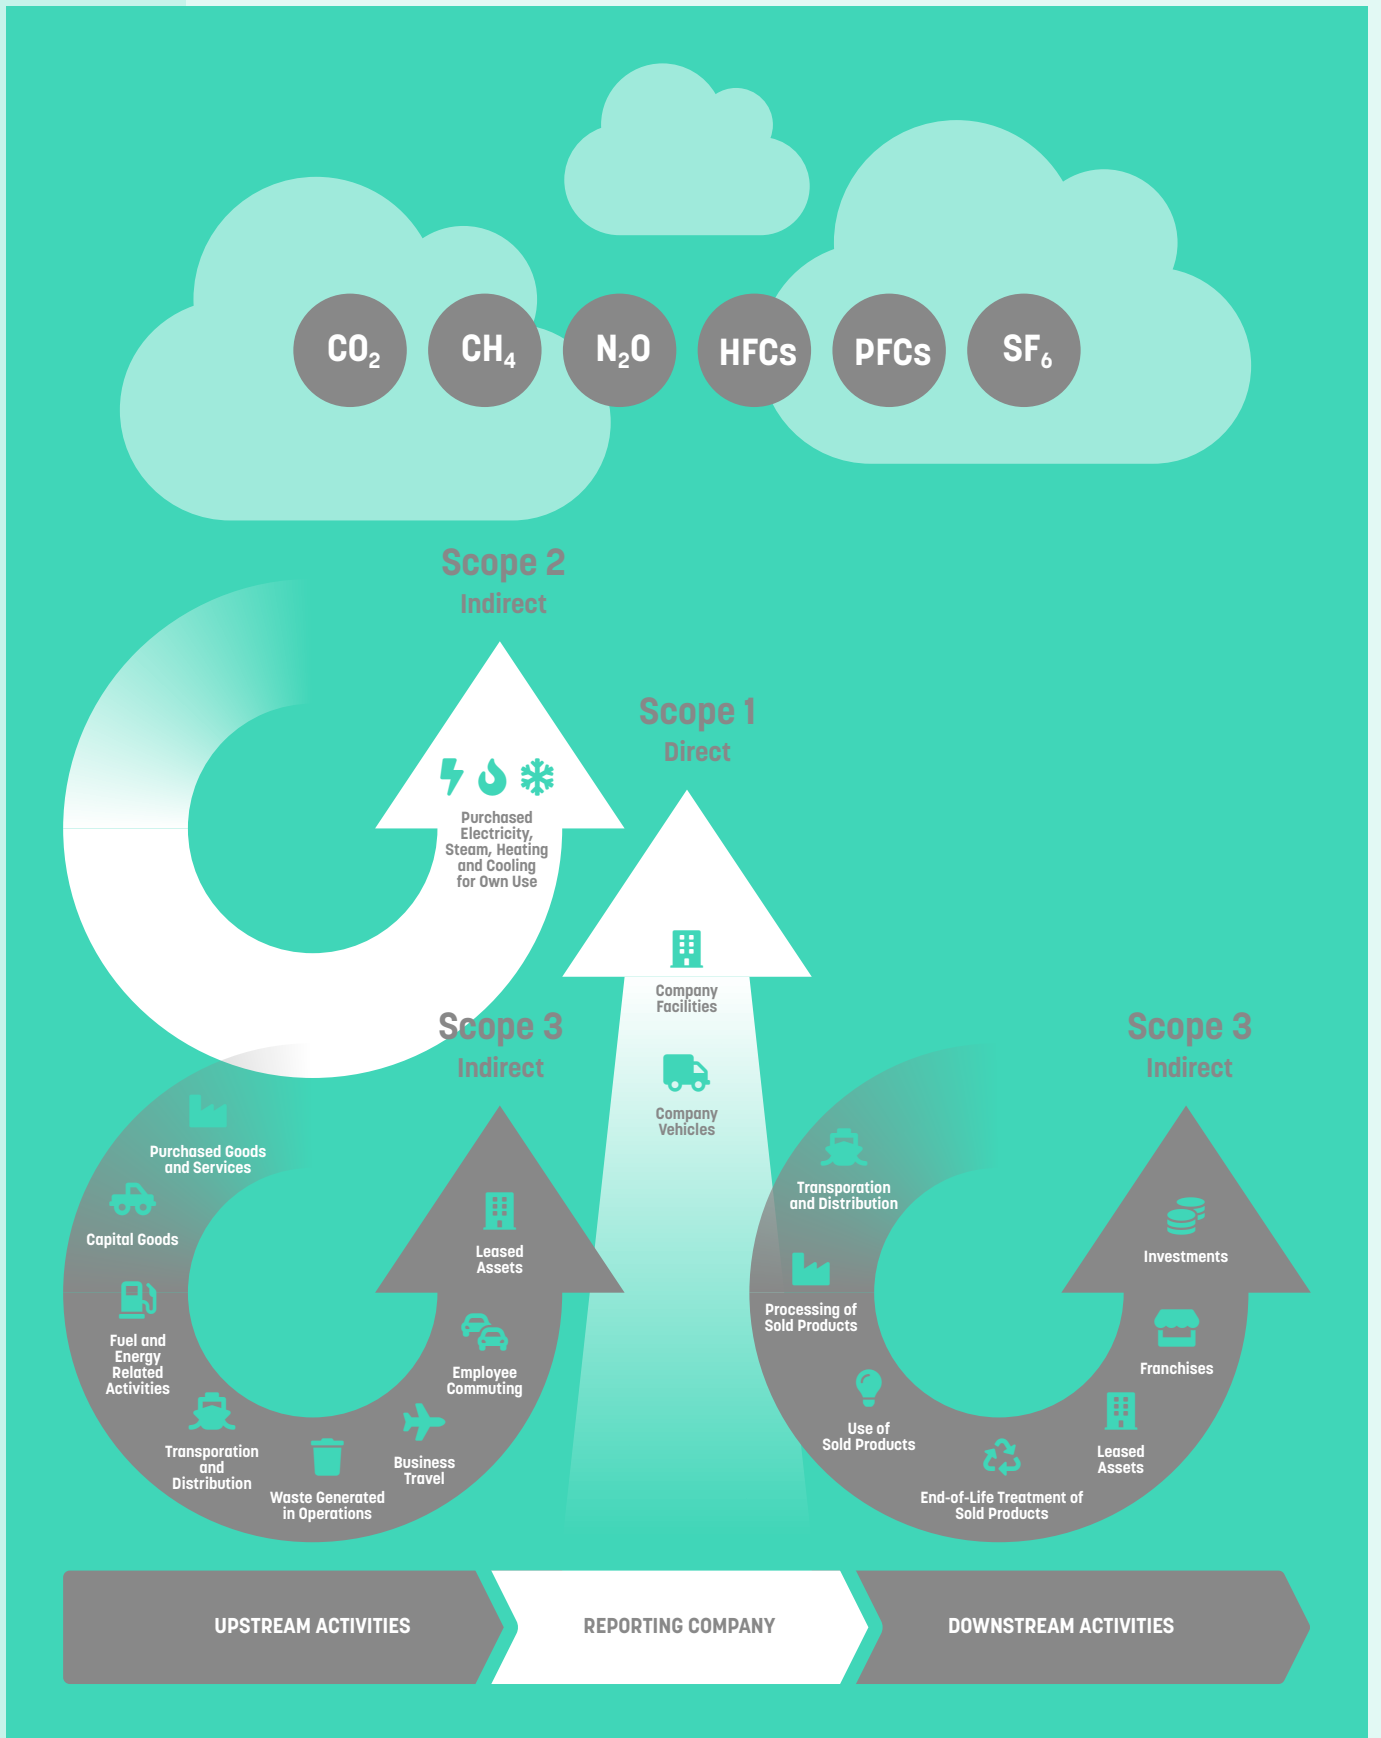 CO₂ CH₄ N₂O HFCs PFCs SF₆
Scope 2
Indirect
Purchased
Electricity,
Steam, Heating
and Cooling
for Own Use
Scope 1
Direct
Company
Facilities
Company
Vehicles
Scope 3
Indirect
Purchased Goods
and Services
Capital Goods
Fuel and
Energy
Related
Activities
Transporation
and
Distribution
Waste Generated
in Operations
Business
Travel
Employee
Commuting
Leased
Assets
Scope 3
Indirect
Transporation
and Distribution
Processing of
Sold Products
Use of
Sold Products
End-of-Life Treatment of
Sold Products
Leased
Assets
Franchises
Investments
UPSTREAM ACTIVITIES
REPORTING COMPANY
DOWNSTREAM ACTIVITIES